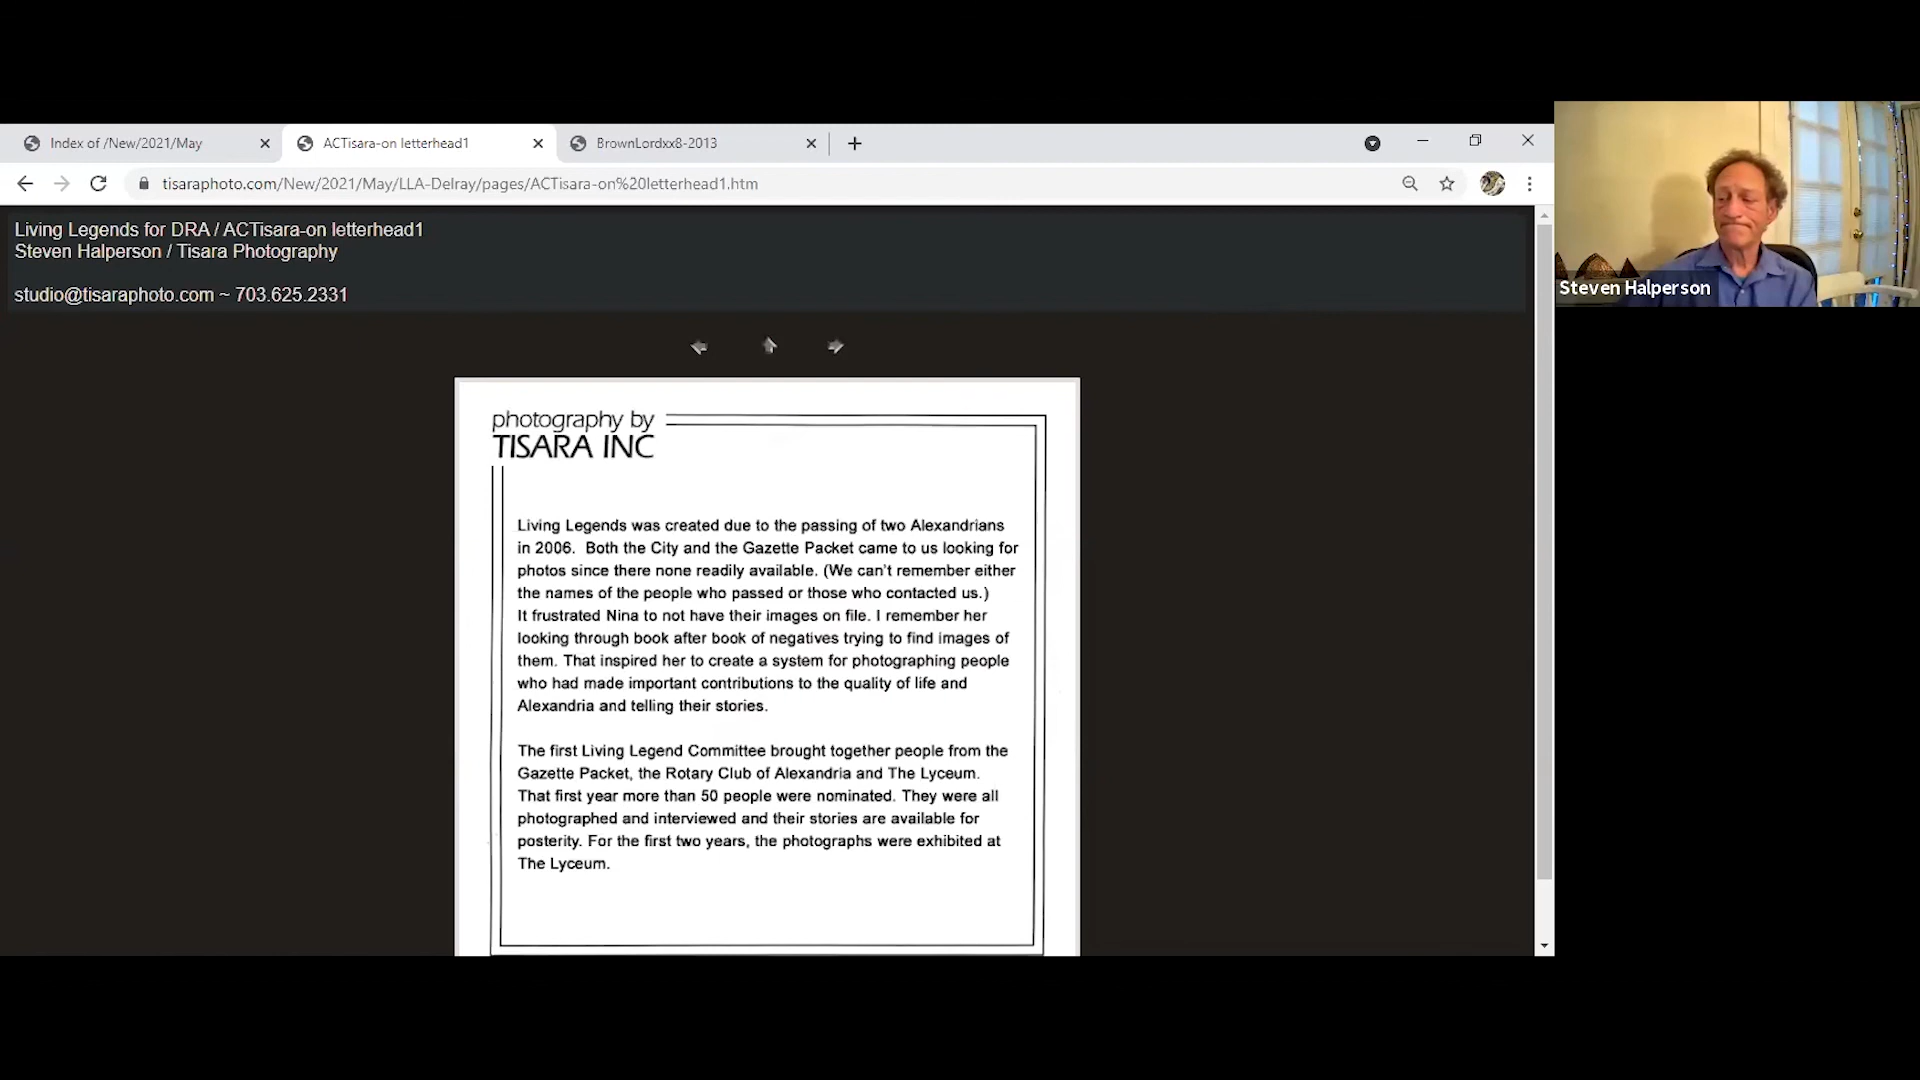 Index of /New/2021/May
ACTisara-on letterhead1
BrownLordxx8-2013
tisaraphoto.com/New/2021/May/LLA-Delray/pages/ACTisara-on%20letterhead1.htm
Living Legends for DRA / ACTisara-on letterhead1
Steven Halperson / Tisara Photography
studio@tisaraphoto.com ~ 703.625.2331
Steven Halperson
photography by
TISARA INC
Living Legends was created due to the passing of two Alexandrians
in 2006.  Both the City and the Gazette Packet came to us looking for
photos since there none readily available. (We can't remember either
the names of the people who passed or those who contacted us.)
It frustrated Nina to not have their images on file. I remember her
looking through book after book of negatives trying to find images of
them. That inspired her to create a system for photographing people
who had made important contributions to the quality of life and
Alexandria and telling their stories.
The first Living Legend Committee brought together people from the
Gazette Packet, the Rotary Club of Alexandria and The Lyceum.
That first year more than 50 people were nominated. They were all
photographed and interviewed and their stories are available for
posterity. For the first two years, the photographs were exhibited at
The Lyceum.